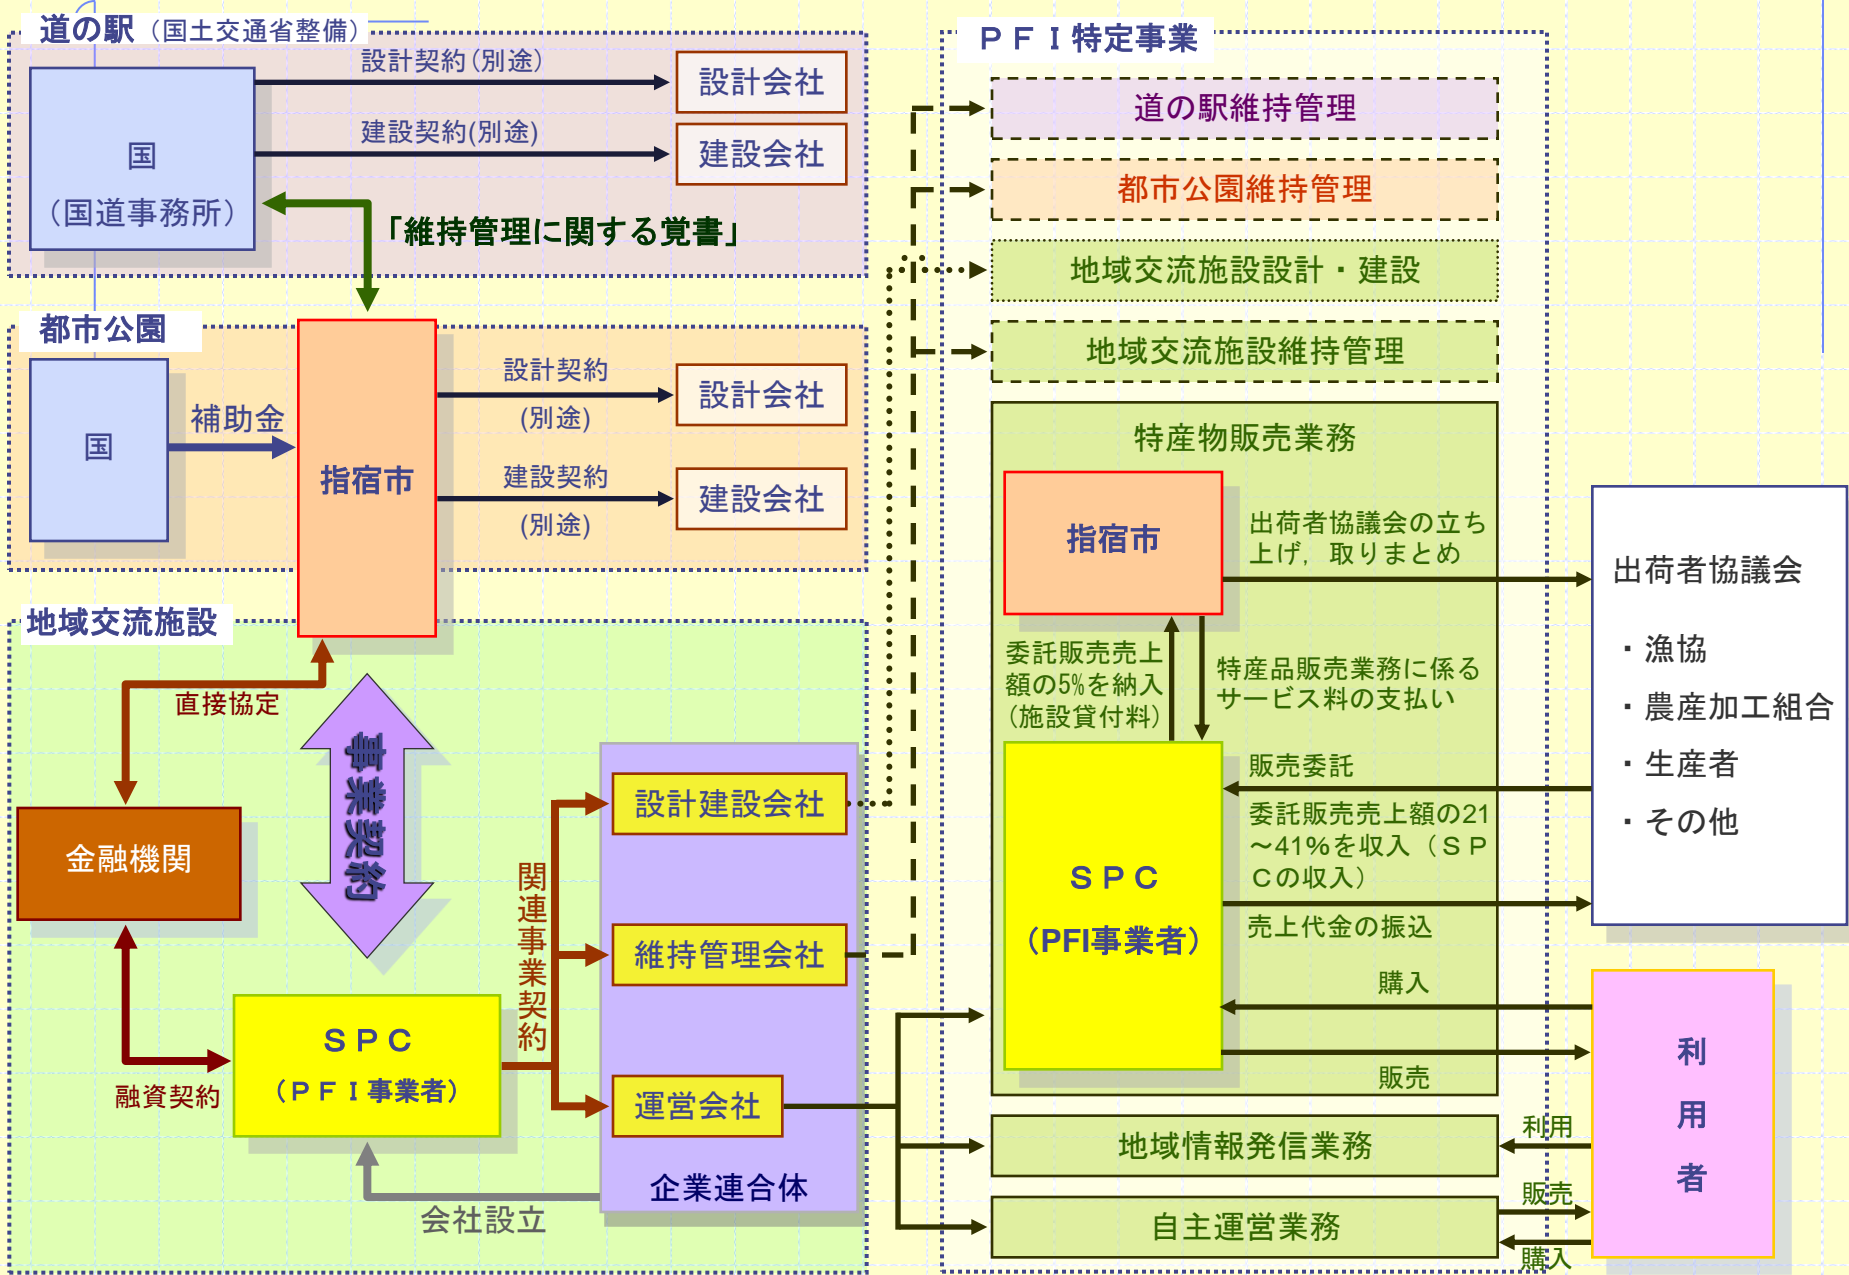 道の駅（国土交通省整備）
国
（国道事務所）
設計契約(別途)
設計会社
建設契約(別途)
建設会社
「維持管理に関する覚書」
都市公園
国
補助金
指宿市
設計契約
(別途)
設計会社
建設契約
(別途)
建設会社
地域交流施設
直接協定
事業契約
金融機関
融資契約
ＳＰＣ
（ＰＦＩ事業者）
関連事業契約
設計建設会社
維持管理会社
運営会社
企業連合体
会社設立
ＰＦＩ特定事業
道の駅維持管理
都市公園維持管理
地域交流施設設計・建設
地域交流施設維持管理
特産物販売業務
指宿市
出荷者協議会の立ち
上げ，取りまとめ
委託販売売上
額の5%を納入
(施設貸付料)
特産品販売業務に係る
サービス料の支払い
ＳＰＣ
（PFI事業者）
販売委託
委託販売売上額の21
～41％を収入（ＳＰ
Ｃの収入）
売上代金の振込
購入
販売
地域情報発信業務
自主運営業務
出荷者協議会
・漁協
・農産加工組合
・生産者
・その他
利用者
利用
販売
購入